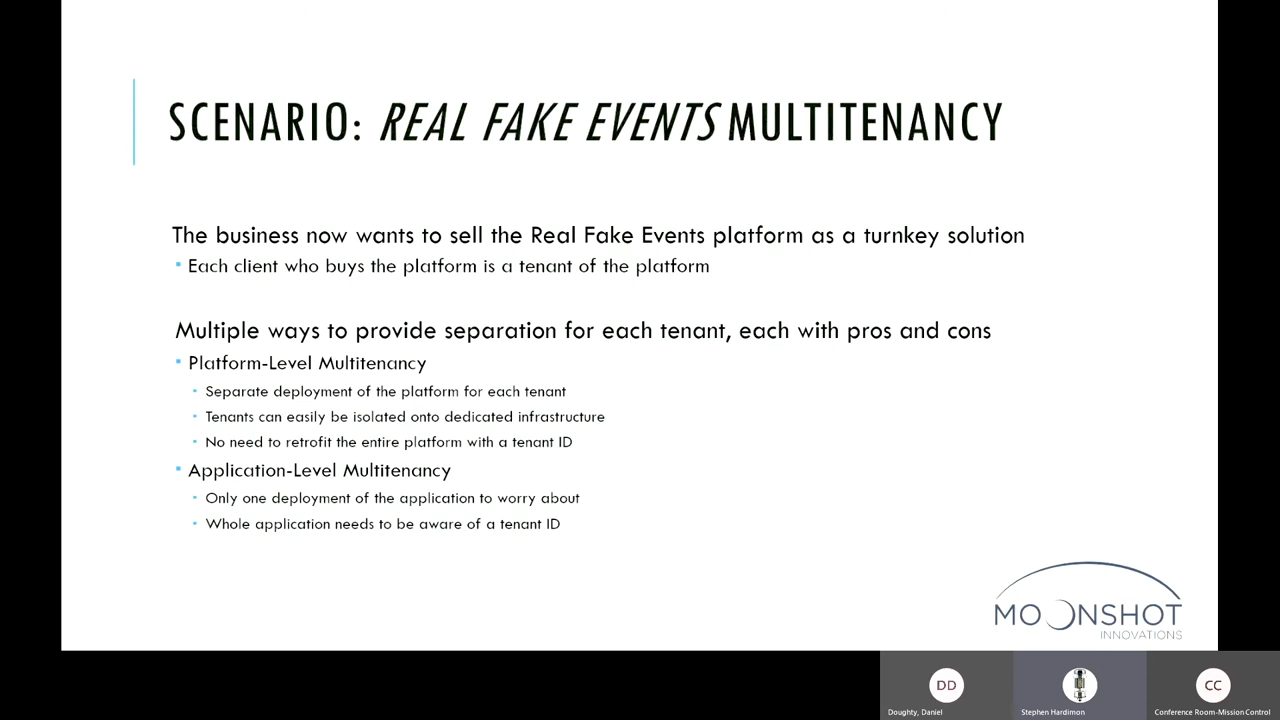 SCENARIO: REAL FAKE EVENTS MULTITENANCY
The business now wants to sell the Real Fake Events platform as a turnkey solution
Each client who buys the platform is a tenant of the platform
Multiple ways to provide separation for each tenant, each with pros and cons
Platform-Level Multitenancy
Separate deployment of the platform for each tenant
Tenants can easily be isolated onto dedicated infrastructure
No need to retrofit the entire platform with a tenant ID
Application-Level Multitenancy
Only one deployment of the application to worry about
Whole application needs to be aware of a tenant ID
MOONSHOT
INNOVATIONS
DD
CC
Doughty, Daniel
Stephen Hardimon
Conference Room-Mission Control